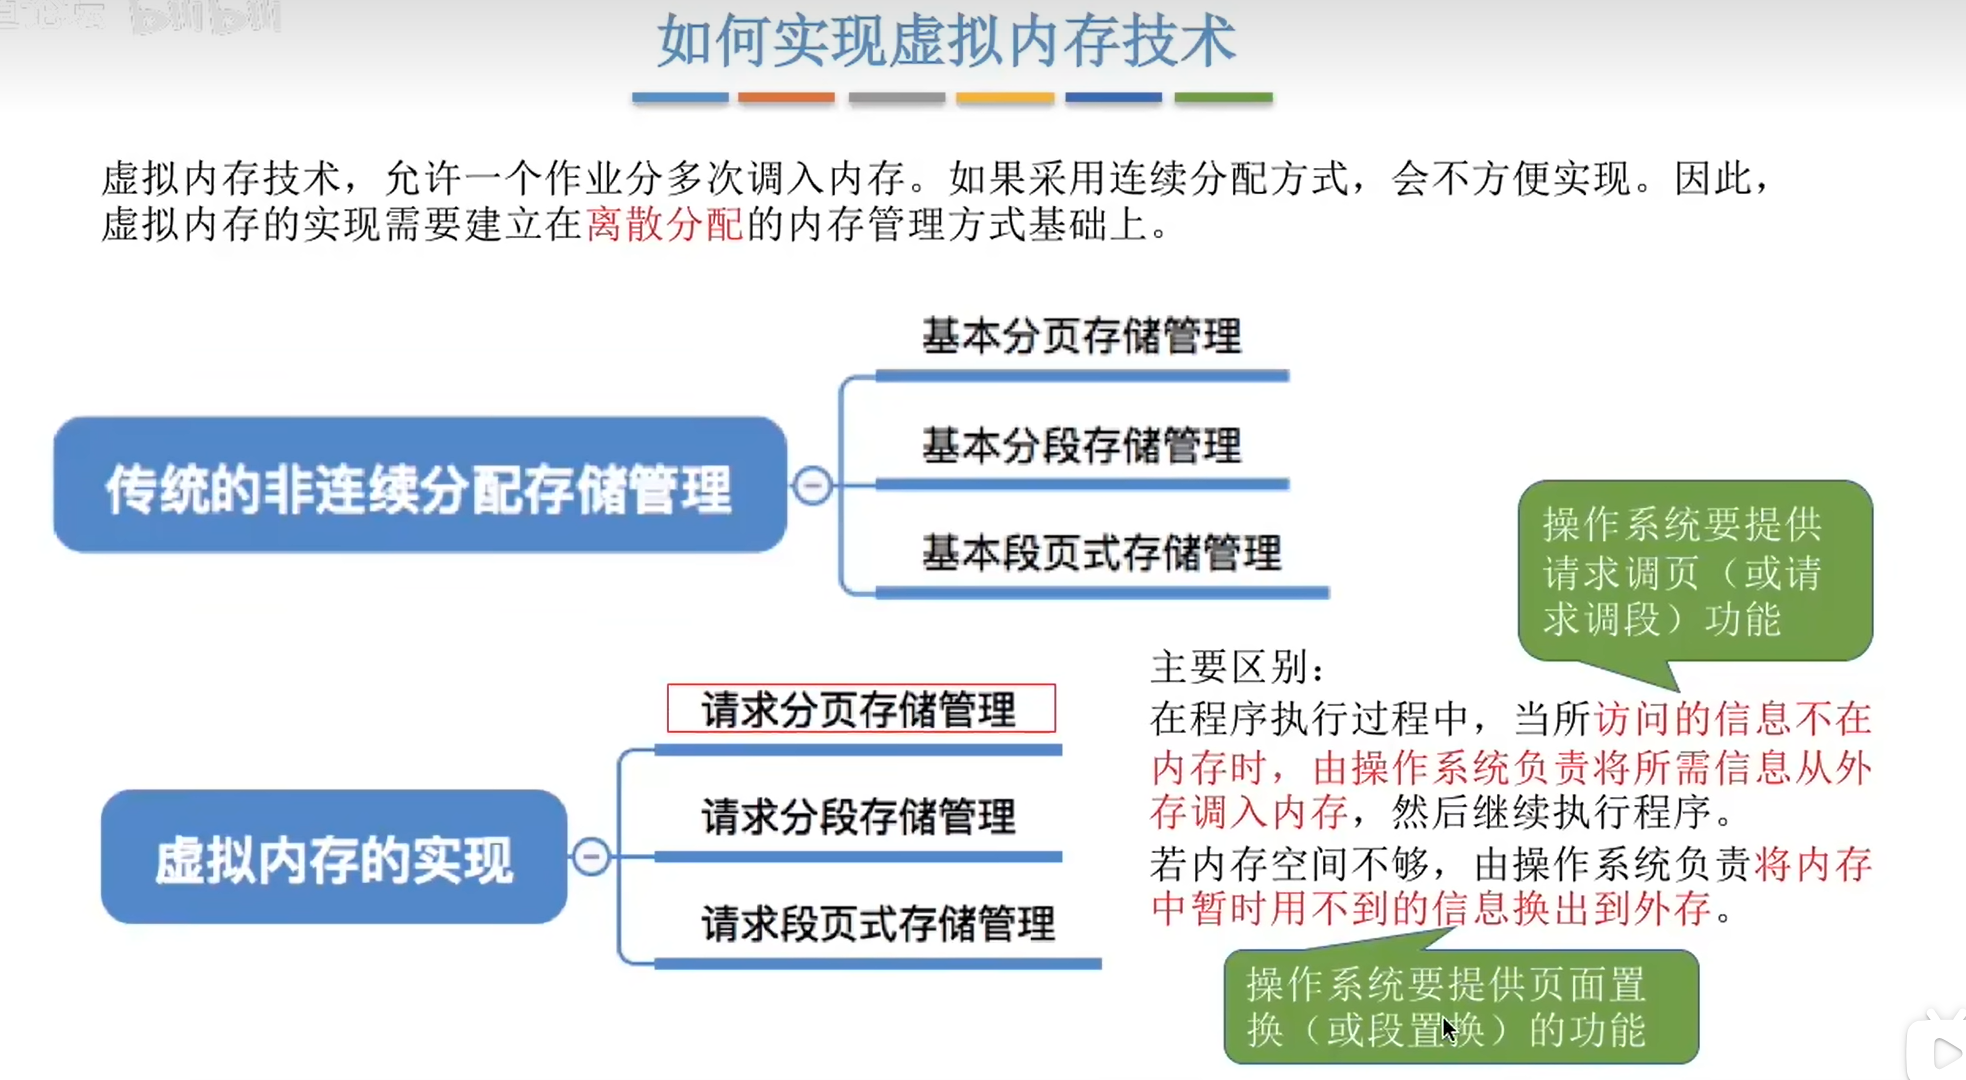 bilibili
如何实现虚拟内存技术
虚拟内存技术，允许一个作业分多次调入内存。如果采用连续分配方式，会不方便实现。因此，
虚拟内存的实现需要建立在离散分配的内存管理方式基础上。
传统的非连续分配存储管理
基本分页存储管理
基本分段存储管理
基本段页式存储管理
虚拟内存的实现
请求分页存储管理
请求分段存储管理
请求段页式存储管理
操作系统要提供
请求调页（或请
求调段）功能
主要区别：
在程序执行过程中，当所访问的信息不在
内存时，由操作系统负责将所需信息从外
存调入内存，然后继续执行程序。
若内存空间不够，由操作系统负责将内存
中暂时用不到的信息换出到外存。
操作系统要提供页面置
换（或段置换）的功能